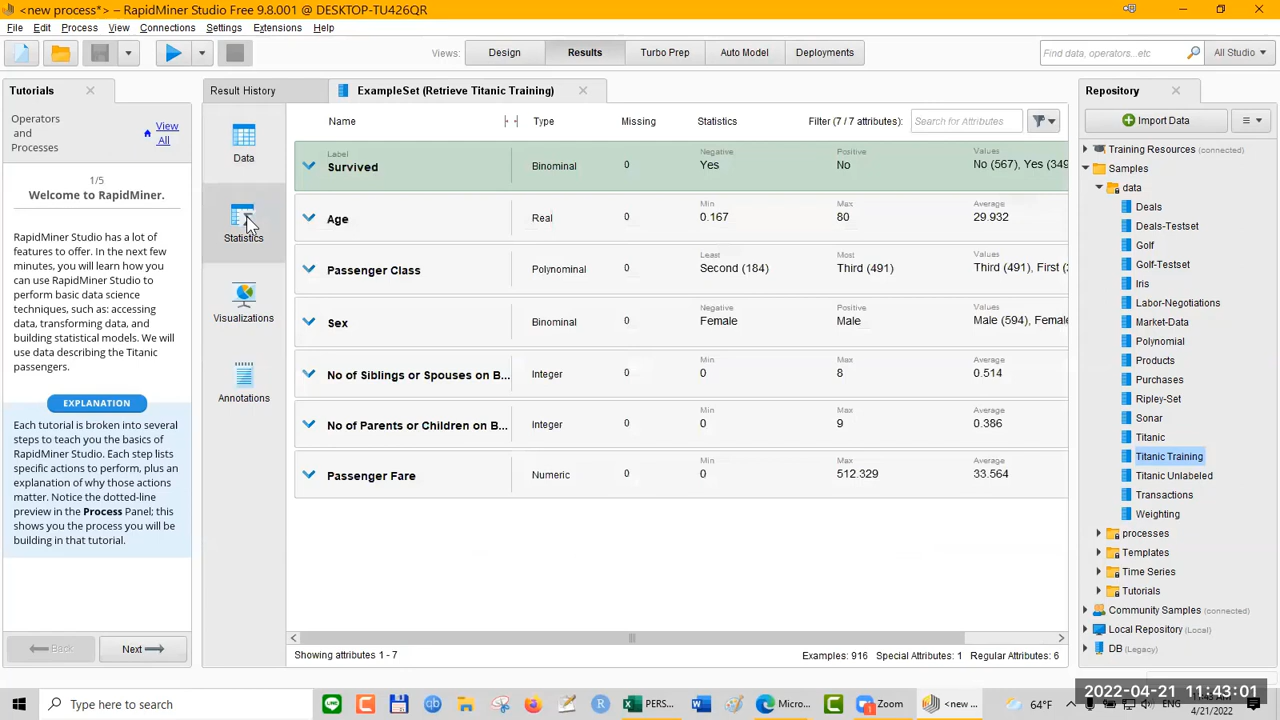 <new process*> – RapidMiner Studio Free 9.8.001 @ DESKTOP-TU426QR
File Edit Process View Connections Settings Extensions Help
Views: Design Results Turbo Prep Auto Model Deployments
Find data, operators...etc
All Studio
Tutorials
Operators and Processes
View All
1/5
Welcome to RapidMiner.
RapidMiner Studio has a lot of
features to offer. In the next few
minutes, you will learn how you
can use RapidMiner Studio to
perform basic data science
techniques, such as: accessing
data, transforming data, and
building statistical models. We will
use data describing the Titanic
passengers.
EXPLANATION
Each tutorial is broken into several
steps to teach you the basics of
RapidMiner Studio. Each step lists
specific actions to perform, plus an
explanation of why those actions
matter. Notice the dotted-line
preview in the Process Panel; this
shows you the process you will be
building in that tutorial.
Back
Next
Result History
ExampleSet (Retrieve Titanic Training)
Data
Statistics
Visualizations
Annotations
Name Type Missing Statistics Filter (7 / 7 attributes): Search for Attributes
Label Negative Positive Values
Survived Binominal 0 Yes No No (567), Yes (349
Min Max Average
Age Real 0 0.167 80 29.932
Least Most Values
Passenger Class Polynominal 0 Second (184) Third (491) Third (491), First (
Negative Positive Values
Sex Binominal 0 Female Male Male (594), Female
Min Max Average
No of Siblings or Spouses on B... Integer 0 0 8 0.514
Min Max Average
No of Parents or Children on B... Integer 0 0 9 0.386
Min Max Average
Passenger Fare Numeric 0 0 512.329 33.564
Showing attributes 1 - 7
Examples: 916 Special Attributes: 1 Regular Attributes: 6
Repository
Import Data
Training Resources (connected)
Samples
data
Deals
Deals-Testset
Golf
Golf-Testset
Iris
Labor-Negotiations
Market-Data
Polynomial
Products
Purchases
Ripley-Set
Sonar
Titanic
Titanic Training
Titanic Unlabeled
Transactions
Weighting
processes
Templates
Time Series
Tutorials
Community Samples (connected)
Local Repository (Local)
DB (Legacy)
Type here to search
PERS...
Micro...
Zoom
<new ...
64°F
ENG
4/21/2022
2022-04-21 11:43:01